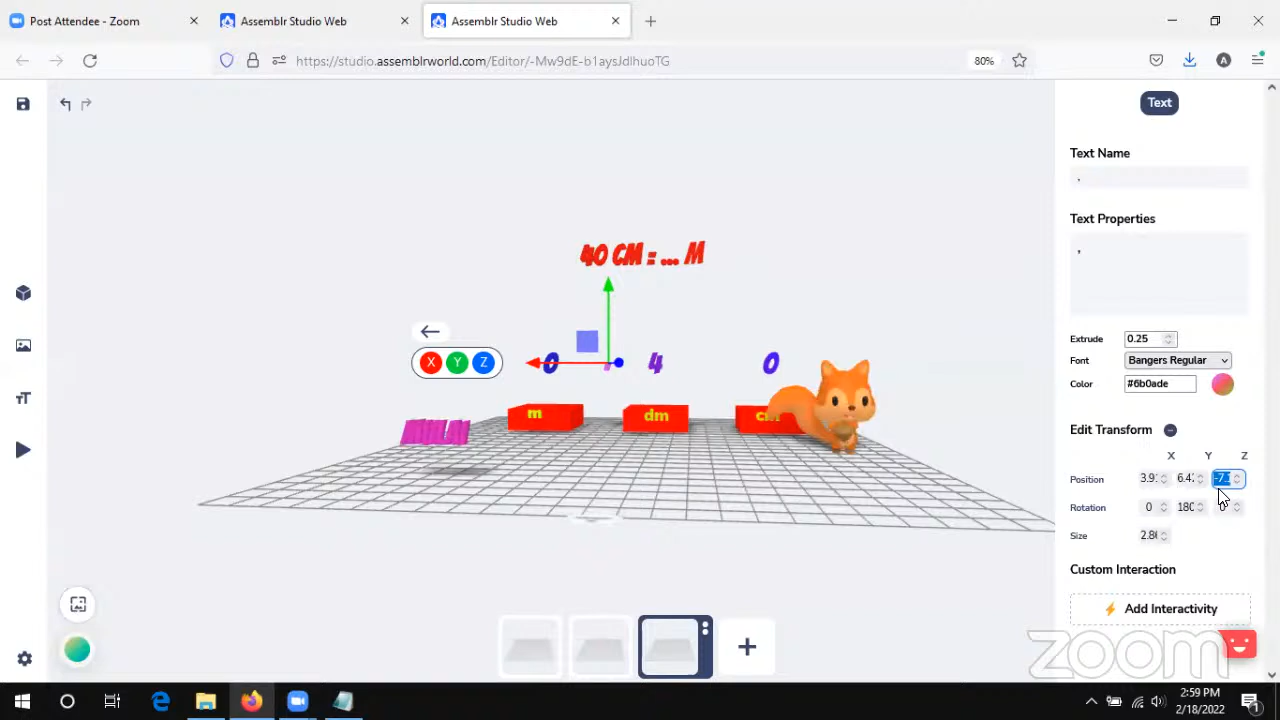 Post Attendee - Zoom
Assemblr Studio Web
Assemblr Studio Web
https://studio.assemblrworld.com/Editor/-Mw9dE-b1aysJdlhuoTG
80%
Text
Text Name
,
Text Properties
,
40 CM = ... M
X Y Z
0 , 4 0
m dm
Extrude 0.25
Font Bangers Regular
Color #6b0ade
Edit Transform
X Y Z
Position
Rotation 0 180 0
Size
Custom Interaction
Add Interactivity
zoom
2:59 PM
2/18/2022